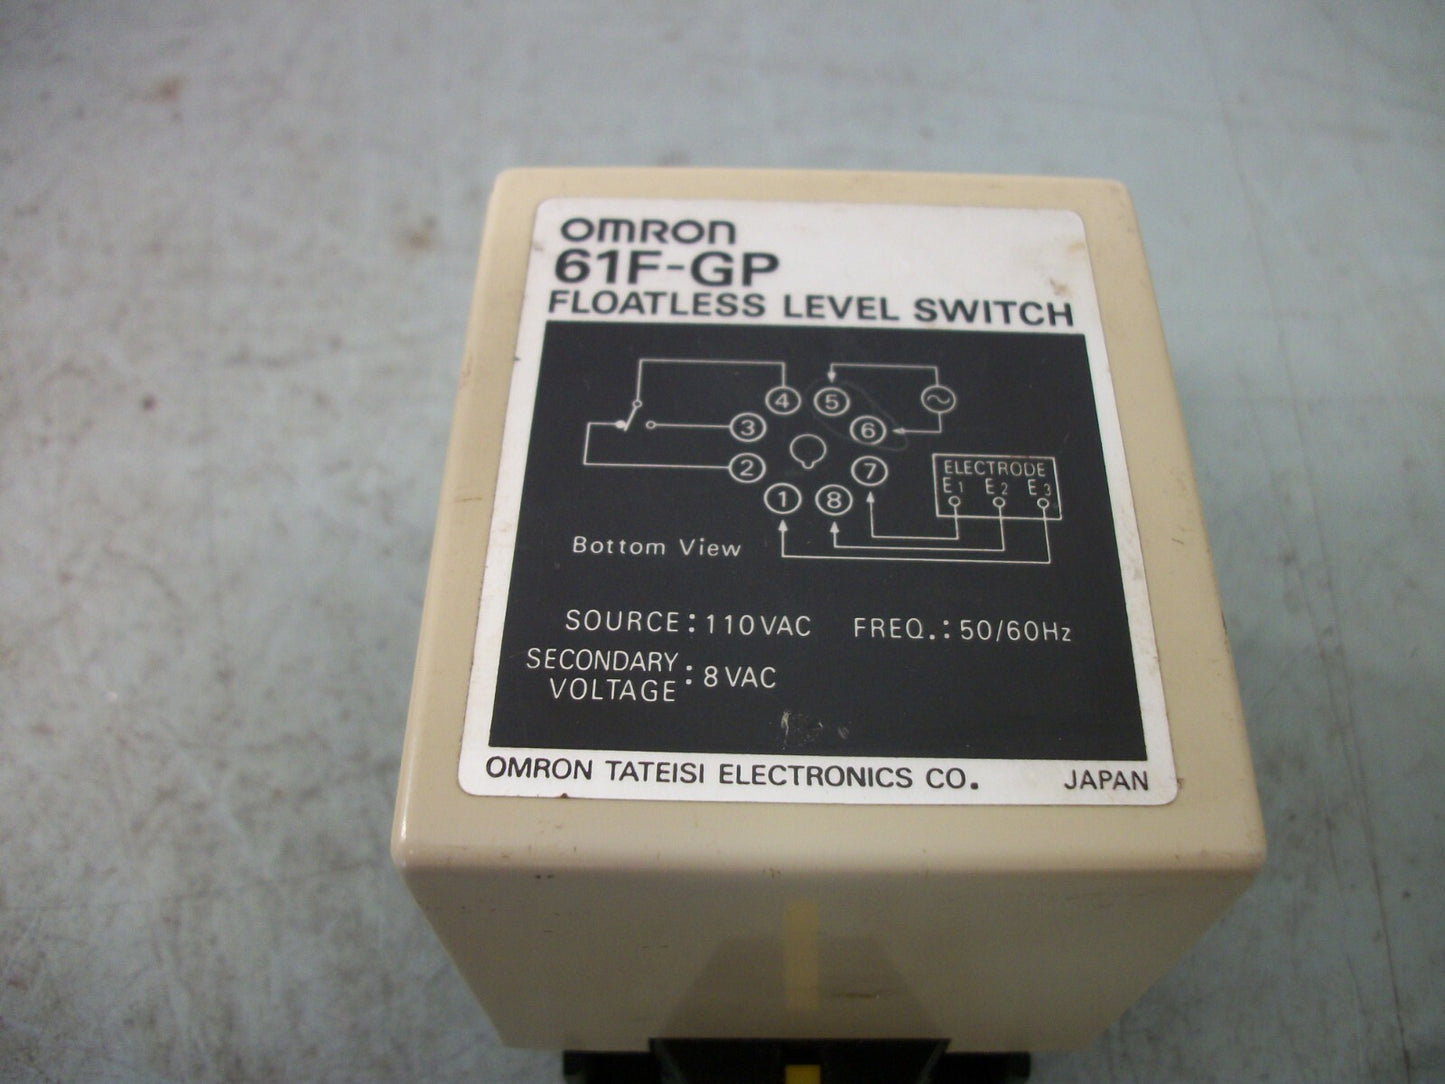 OMRON
61F-GP
FLOATLESS LEVEL SWITCH
4 5
3 6
2 7
1 8
ELECTRODE
E1 E2 E3
Bottom View
SOURCE: 110VAC FREQ.: 50/60Hz
SECONDARY
VOLTAGE : 8VAC
OMRON TATEISI ELECTRONICS CO. JAPAN